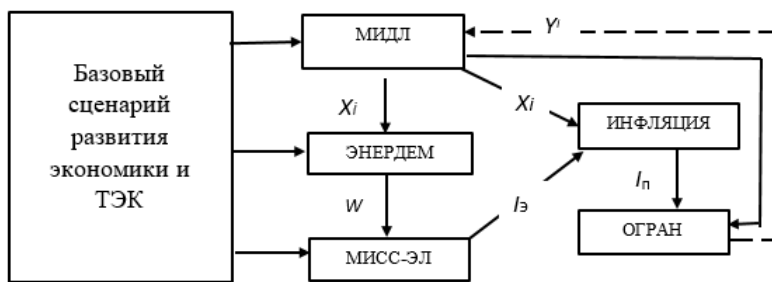 Базовый
сценарий
развития
экономики и
ТЭК
МИДЛ
Yⁱ
Xi
Xi
ЭНЕРДЕМ
ИНФЛЯЦИЯ
W
Iэ
Iп
МИСС-ЭЛ
ОГРАН